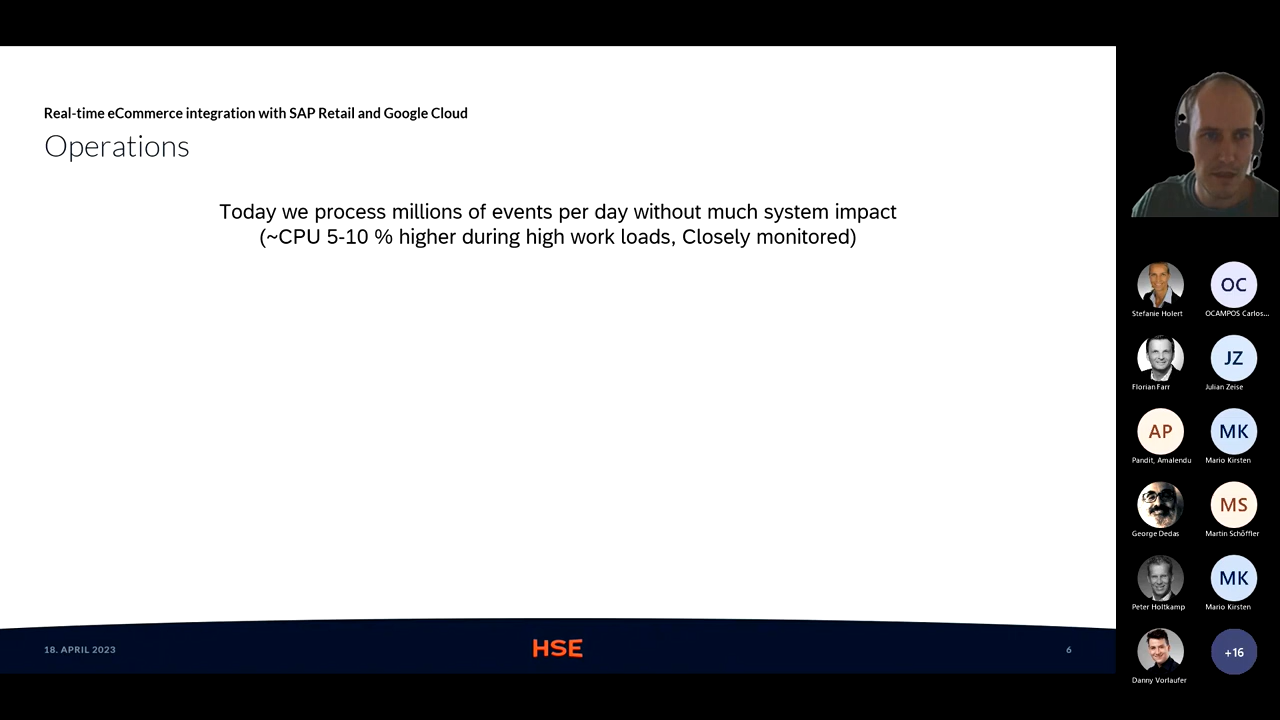 Real-time eCommerce integration with SAP Retail and Google Cloud
Operations
Today we process millions of events per day without much system impact
(~CPU 5-10 % higher during high work loads, Closely monitored)
18. APRIL 2023
HSE
6
Stefanie Holert
OC
OCAMPOS Carlos...
Florian Farr
JZ
Julian Zeise
AP
Pandit, Amalendu
MK
Mario Kirsten
George Dedas
MS
Martin Schöffler
Peter Holtkamp
MK
Mario Kirsten
Danny Vorlaufer
+16